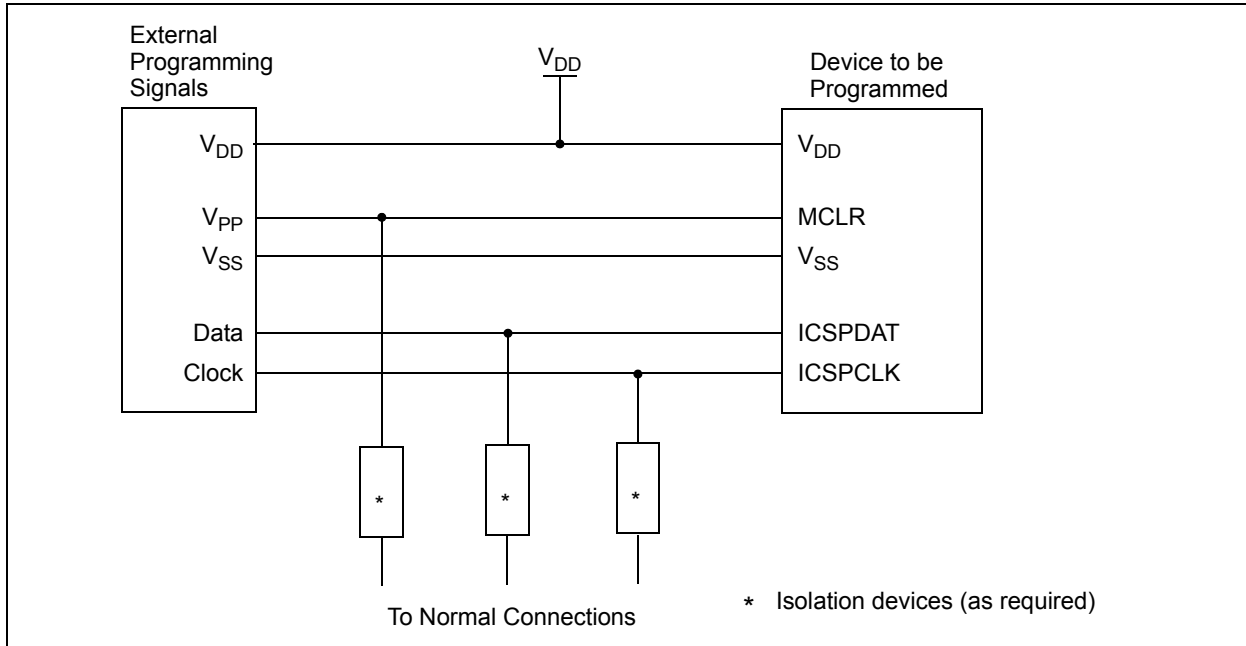 External
Programming
Signals
V_DD
Device to be
Programmed
V_DD
V_DD
V_PP
MCLR
V_SS
V_SS
Data
ICSPDAT
Clock
ICSPCLK
*
*
*
To Normal Connections
* Isolation devices (as required)